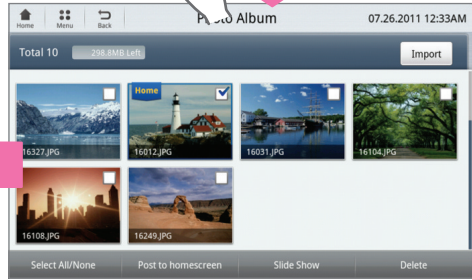 Home Menu Back
Photo Album
07.26.2011 12:33AM
Total 10
298.8MB Left
Import
Home
16327.JPG
16012.JPG
16031.JPG
16104.JPG
16108.JPG
16249.JPG
Select All/None
Post to homescreen
Slide Show
Delete